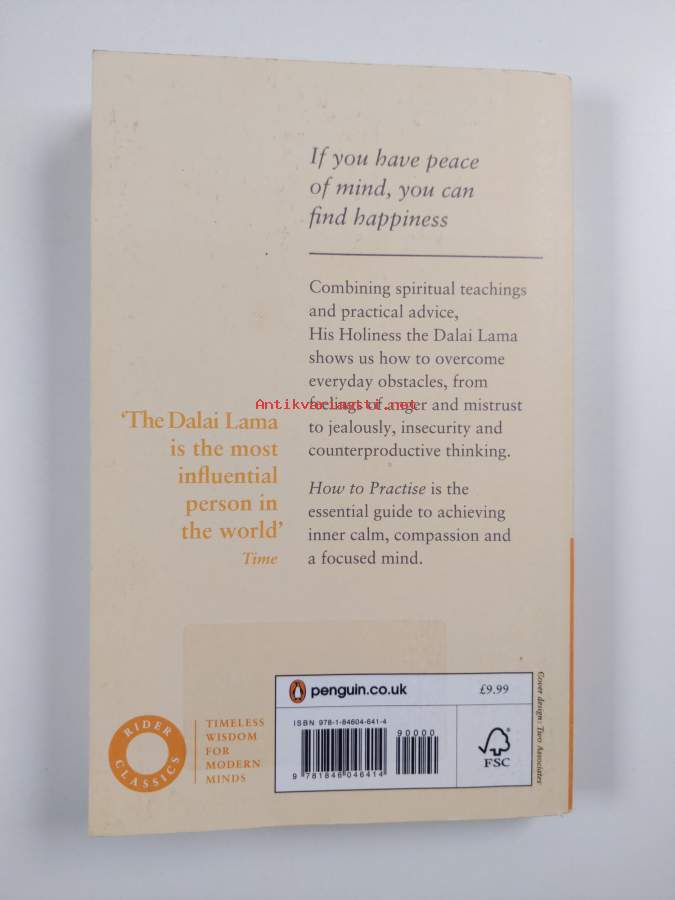 If you have peace
of mind, you can
find happiness
Combining spiritual teachings
and practical advice,
His Holiness the Dalai Lama
shows us how to overcome
everyday obstacles, from
feelings of anger and mistrust
to jealously, insecurity and
counterproductive thinking.
How to Practise is the
essential guide to achieving
inner calm, compassion and
a focused mind.
Antikvariaatti.net
‘The Dalai Lama
is the most
influential
person in
the world’
Time
RIDER
CLASSICS
TIMELESS
WISDOM
FOR
MODERN
MINDS
penguin.co.uk
£9.99
ISBN 978-1-84604-641-4
90000
9 781846 046414
FSC
Cover design: Two Associates